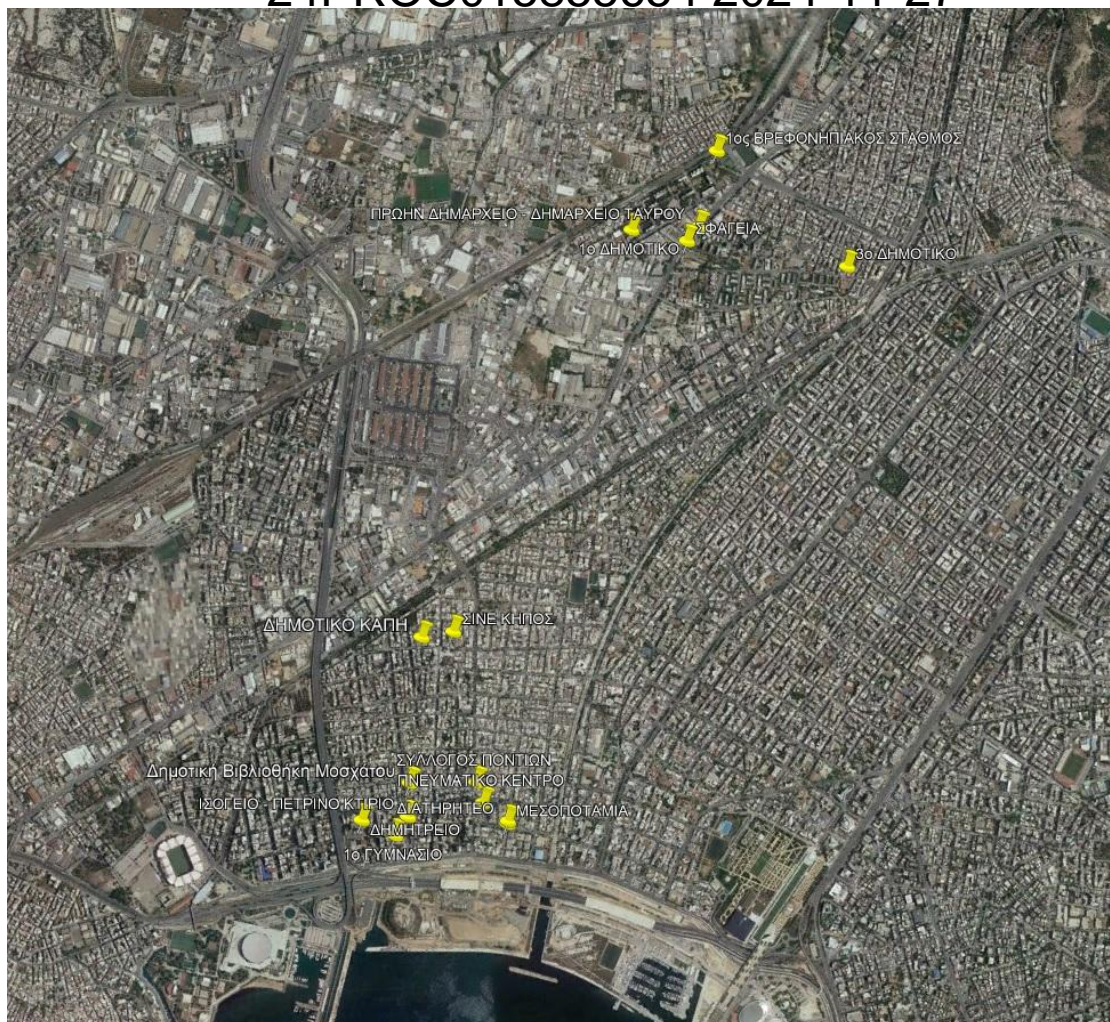 1ος ΒΡΕΦΟΝΗΠΙΑΚΟΣ ΣΤΑΘΜΟΣ
ΠΡΩΗΝ ΔΗΜΑΡΧΕΙΟ - ΔΗΜΑΡΧΕΙΟ ΤΑΥΡΟΥ
ΣΦΑΓΕΙΑ
1ο ΔΗΜΟΤΙΚΟ
3ο ΔΗΜΟΤΙΚΟ
ΔΗΜΟΤΙΚΟ ΚΑΠΗ
ΣΙΝΕ ΚΗΠΟΣ
ΣΥΛΛΟΓΟΣ ΠΟΝΤΙΩΝ
Δημοτική Βιβλιοθήκη Μοσχάτου
ΠΝΕΥΜΑΤΙΚΟ ΚΕΝΤΡΟ
ΙΣΟΓΕΙΟ - ΠΕΤΡΙΝΟ ΚΤΙΡΙΟ
ΔΙΑΤΗΡΗΤΕΟ
ΜΕΣΟΠΟΤΑΜΙΑ
ΔΗΜΗΤΡΕΙΟ
1ο ΓΥΜΝΑΣΙΟ